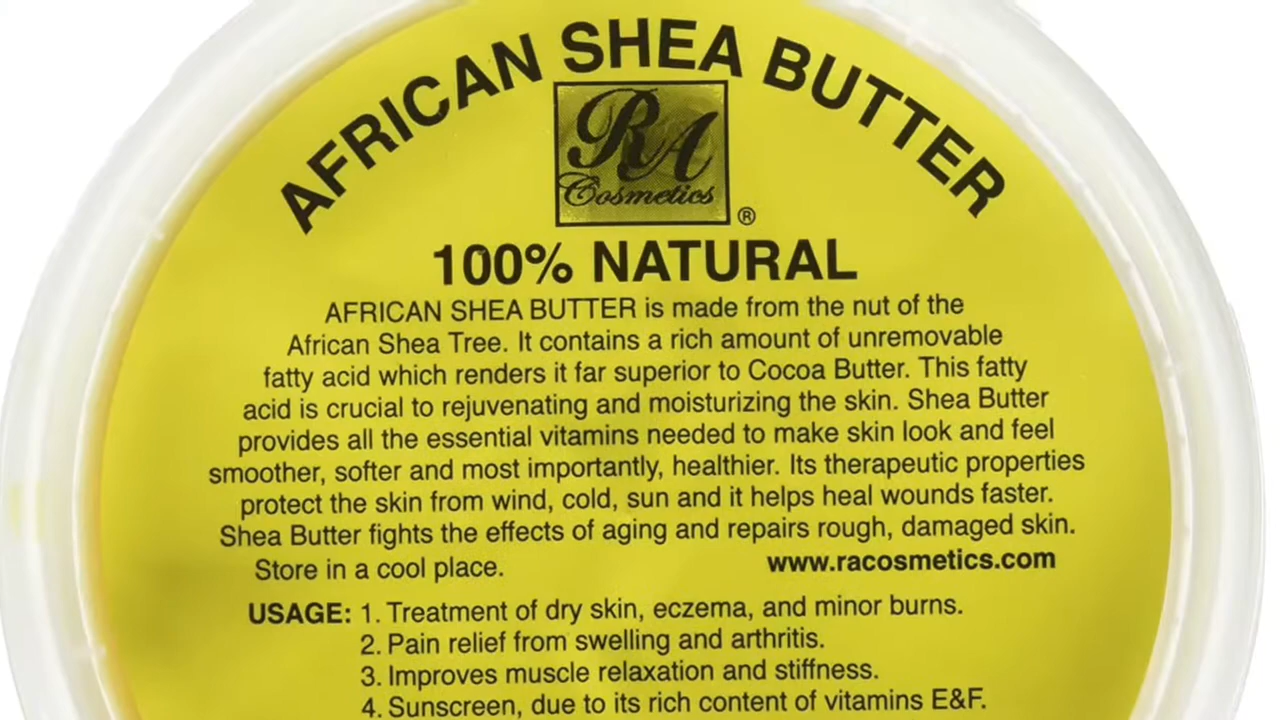 AFRICAN SHEA BUTTER
RA
Cosmetics
®
100% NATURAL
AFRICAN SHEA BUTTER is made from the nut of the
African Shea Tree. It contains a rich amount of unremovable
fatty acid which renders it far superior to Cocoa Butter. This fatty
acid is crucial to rejuvenating and moisturizing the skin. Shea Butter
provides all the essential vitamins needed to make skin look and feel
smoother, softer and most importantly, healthier. Its therapeutic properties
protect the skin from wind, cold, sun and it helps heal wounds faster.
Shea Butter fights the effects of aging and repairs rough, damaged skin.
Store in a cool place. www.racosmetics.com
USAGE: 1. Treatment of dry skin, eczema, and minor burns.
2. Pain relief from swelling and arthritis.
3. Improves muscle relaxation and stiffness.
4. Sunscreen, due to its rich content of vitamins E&F.